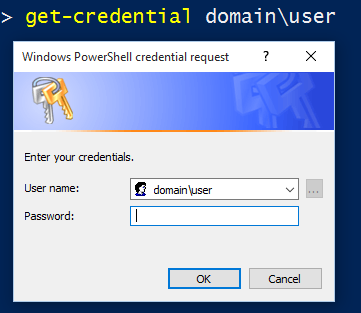 > get-credential domain\user
Windows PowerShell credential request ? ×
Enter your credentials.
User name: domain\user ...
Password:
OK Cancel